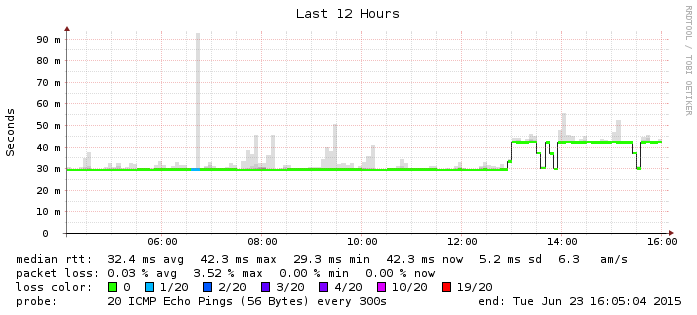 Last 12 Hours
RRDTOOL / TOBI OETIKER
Seconds
90 m
80 m
70 m
60 m
50 m
40 m
30 m
20 m
10 m
0
06:00 08:00 10:00 12:00 14:00 16:00
median rtt: 32.4 ms avg 42.3 ms max 29.3 ms min 42.3 ms now 5.2 ms sd 6.3 am/s
packet loss: 0.03 % avg 3.52 % max 0.00 % min 0.00 % now
loss color: 0 1/20 2/20 3/20 4/20 10/20 19/20
probe: 20 ICMP Echo Pings (56 Bytes) every 300s end: Tue Jun 23 16:05:04 2015